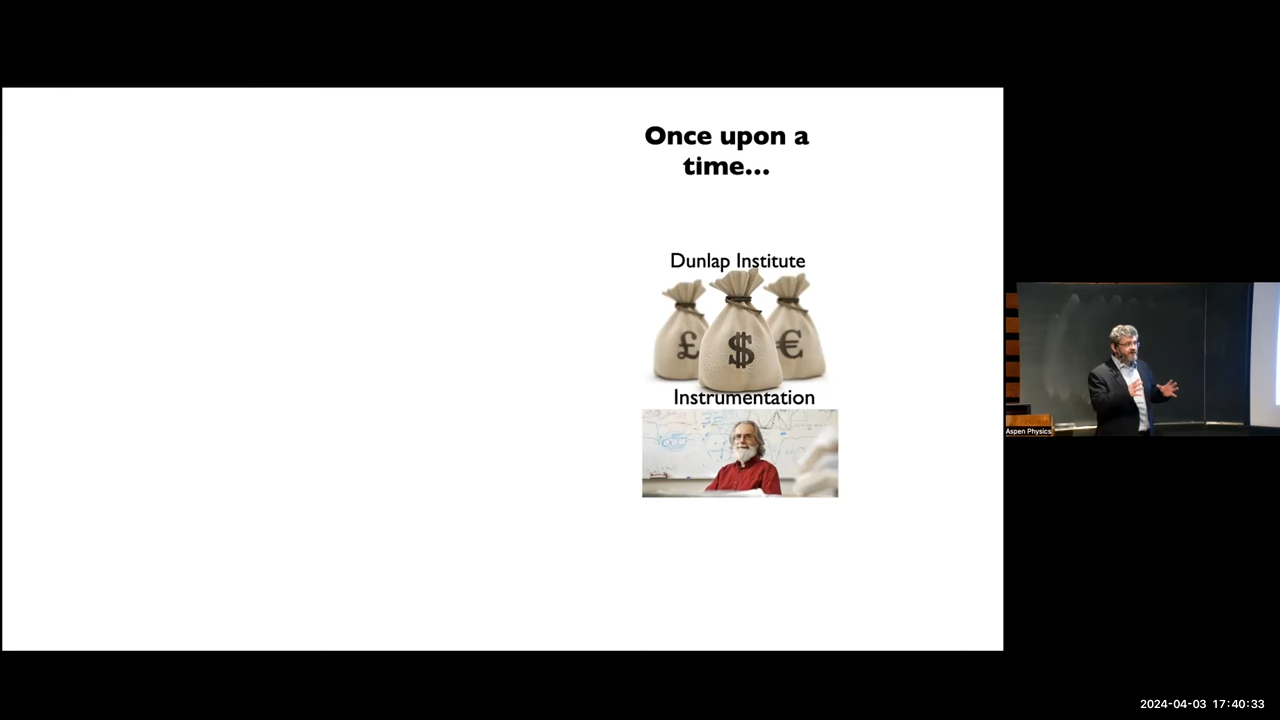 Once upon a
time...
Dunlap Institute
£
$
€
Instrumentation
Aspen Physics
2024-04-03 17:40:33